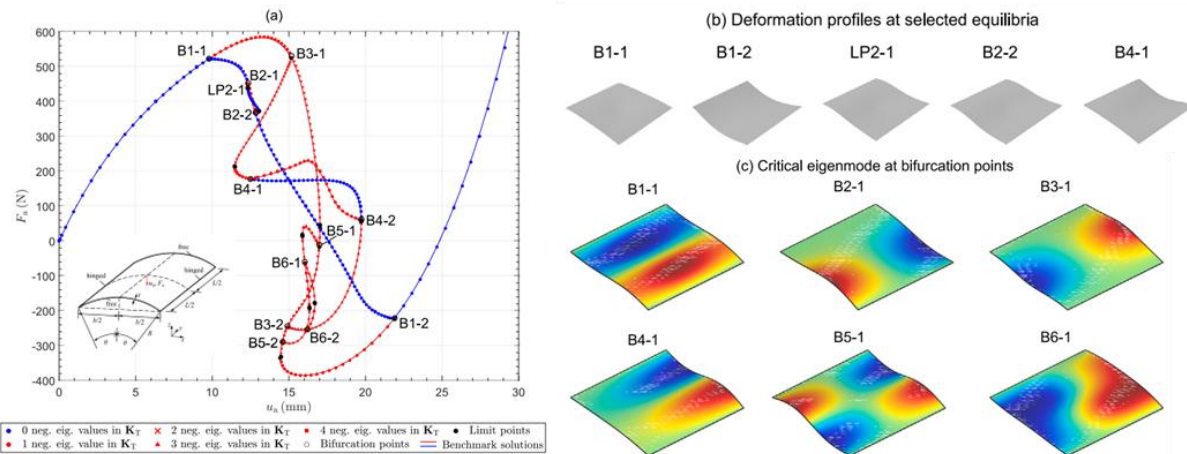 (a)
600
500
400
300
200
100
0
-100
-200
-300
-400
0
5
10
15
20
25
30
F_a (N)
u_a (mm)
B1-1
B3-1
B2-1
LP2-1
B2-2
B4-1
B4-2
B5-1
B6-1
B1-2
B3-2
B5-2
B6-2
free
hinged
hinged
free
L/2
L/2
b/2
b/2
R
θ
θ
0 neg. eig. values in K_T
2 neg. eig. values in K_T
4 neg. eig. values in K_T
Limit points
1 neg. eig. value in K_T
3 neg. eig. values in K_T
Bifurcation points
Benchmark solutions
(b) Deformation profiles at selected equilibria
B1-1
B1-2
LP2-1
B2-2
B4-1
(c) Critical eigenmode at bifurcation points
B1-1
B2-1
B3-1
B4-1
B5-1
B6-1